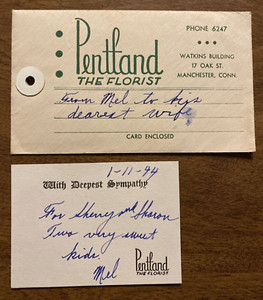 Pentland
THE FLORIST
PHONE 6247
WATKINS BUILDING
17 OAK ST.
MANCHESTER, CONN.
From Mel to his
dearest wife
CARD ENCLOSED
1-11-94
With Deepest Sympathy
For Sherry and Sharon
Two very sweet
kids.
Mel
Pentland
THE FLORIST